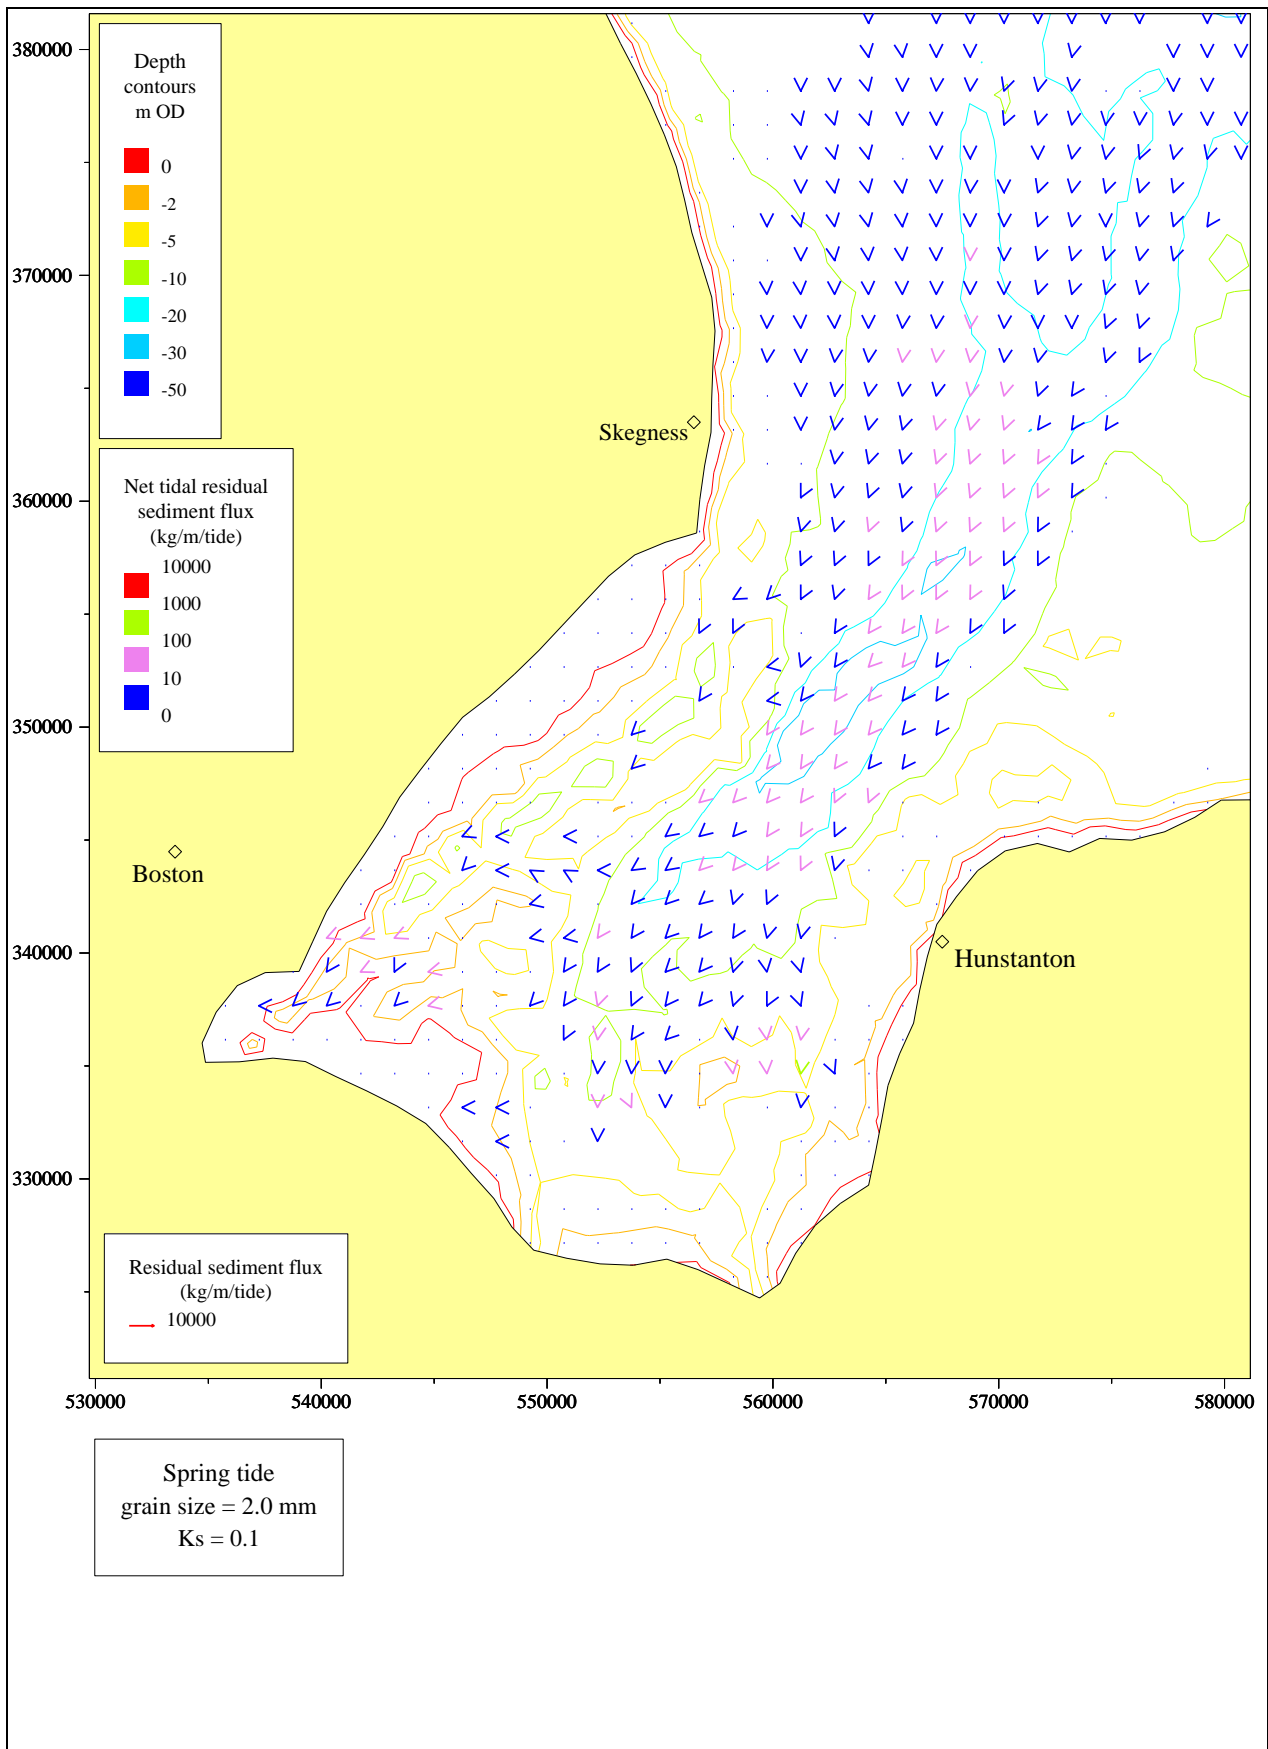 380000
370000
360000
350000
340000
330000
Depth
contours
m OD
0
-2
-5
-10
-20
-30
-50
Net tidal residual
sediment flux
(kg/m/tide)
10000
1000
100
10
0
Skegness
Boston
Hunstanton
Residual sediment flux
(kg/m/tide)
10000
530000 540000 550000 560000 570000 580000
Spring tide
grain size = 2.0 mm
Ks = 0.1